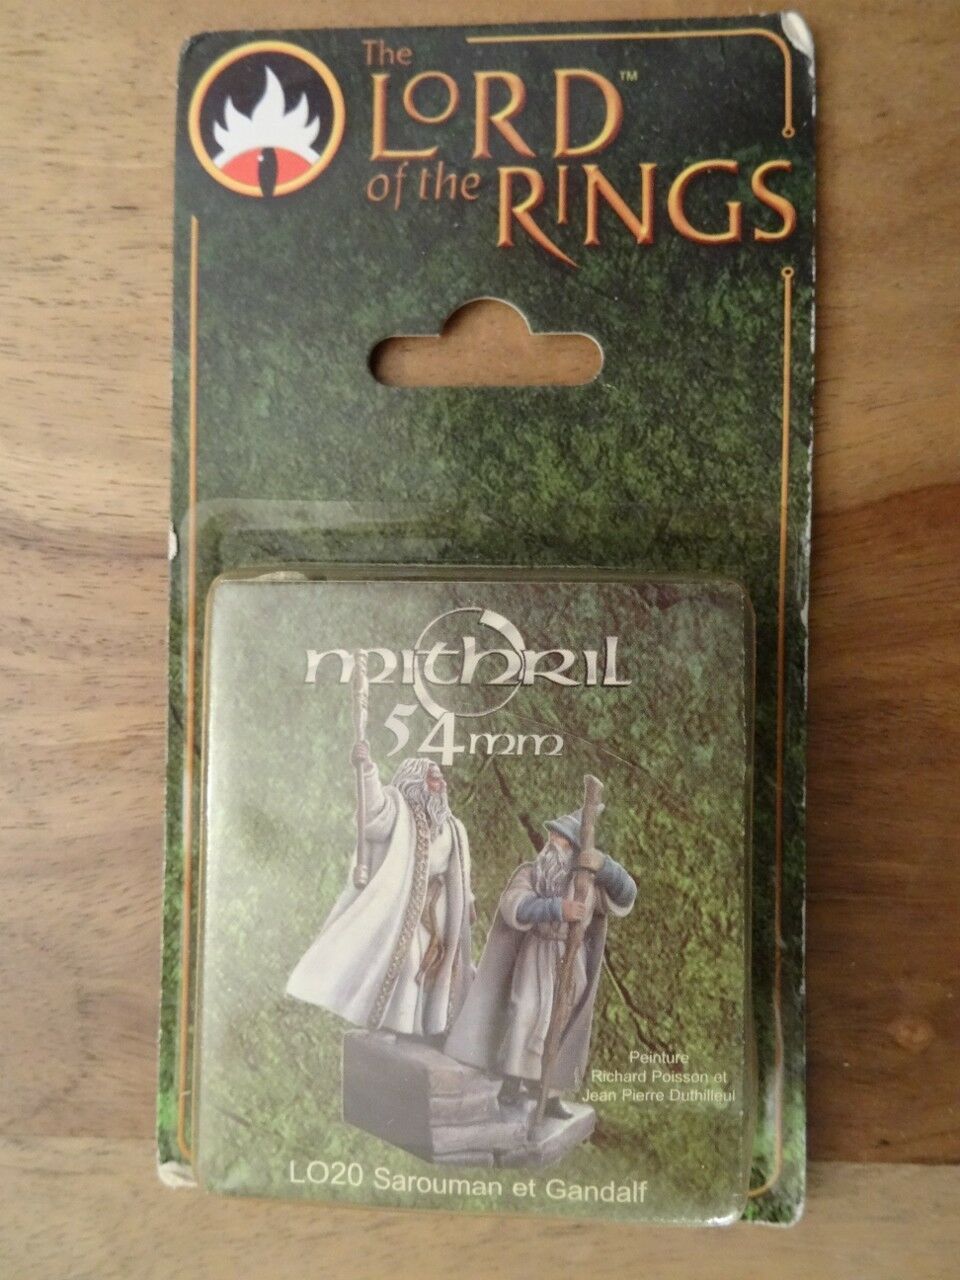 The
LORD™
of the RINGS
mithril
54mm
Peinture
Richard Poisson et
Jean Pierre Duthilleul
LO20 Sarouman et Gandalf